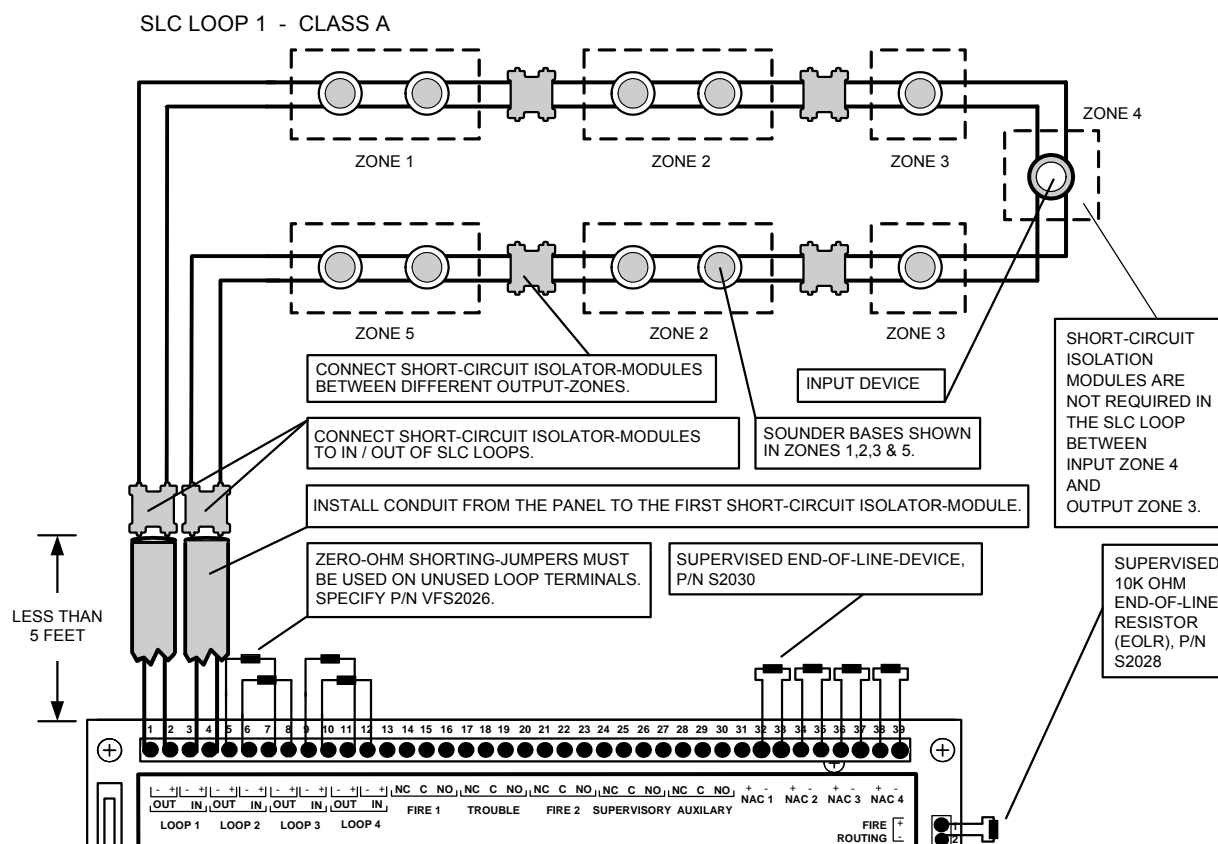 SLC LOOP 1 - CLASS A
ZONE 1
ZONE 2
ZONE 3
ZONE 4
ZONE 5
ZONE 2
ZONE 3
CONNECT SHORT-CIRCUIT ISOLATOR-MODULES
BETWEEN DIFFERENT OUTPUT-ZONES.
INPUT DEVICE
SHORT-CIRCUIT
ISOLATION
MODULES ARE
NOT REQUIRED IN
THE SLC LOOP
BETWEEN
INPUT ZONE 4
AND
OUTPUT ZONE 3.
CONNECT SHORT-CIRCUIT ISOLATOR-MODULES
TO IN / OUT OF SLC LOOPS.
SOUNDER BASES SHOWN
IN ZONES 1,2,3 & 5.
INSTALL CONDUIT FROM THE PANEL TO THE FIRST SHORT-CIRCUIT ISOLATOR-MODULE.
ZERO-OHM SHORTING-JUMPERS MUST
BE USED ON UNUSED LOOP TERMINALS.
SPECIFY P/N VFS2026.
SUPERVISED END-OF-LINE-DEVICE,
P/N S2030
SUPERVISED
10K OHM
END-OF-LINE
RESISTOR
(EOLR), P/N
S2028
LESS THAN
5 FEET
1 2 3 4 5 6 7 8 9 10 11 12 13 14 15 16 17 18 19 20 21 22 23 24 25 26 27 28 29 30 31 32 33 34 35 36 37 38 39
- + - + - + - + - + - + - + - + NC C NO NC C NO NC C NO NC C NO NC C NO + - + - + - + -
OUT IN OUT IN OUT IN OUT IN
LOOP 1 LOOP 2 LOOP 3 LOOP 4 FIRE 1 TROUBLE FIRE 2 SUPERVISORY AUXILARY NAC 1 NAC 2 NAC 3 NAC 4
FIRE + 1
ROUTING - 2